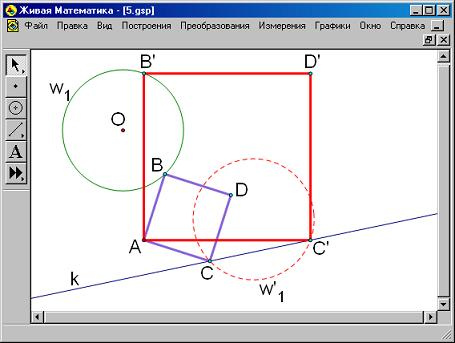 Живая Математика - [5.gsp]
Файл Правка Вид Построения Преобразования Измерения Графики Окно Справка
A
B' D'
w1
O
B
D
A
C'
C
k
w'1